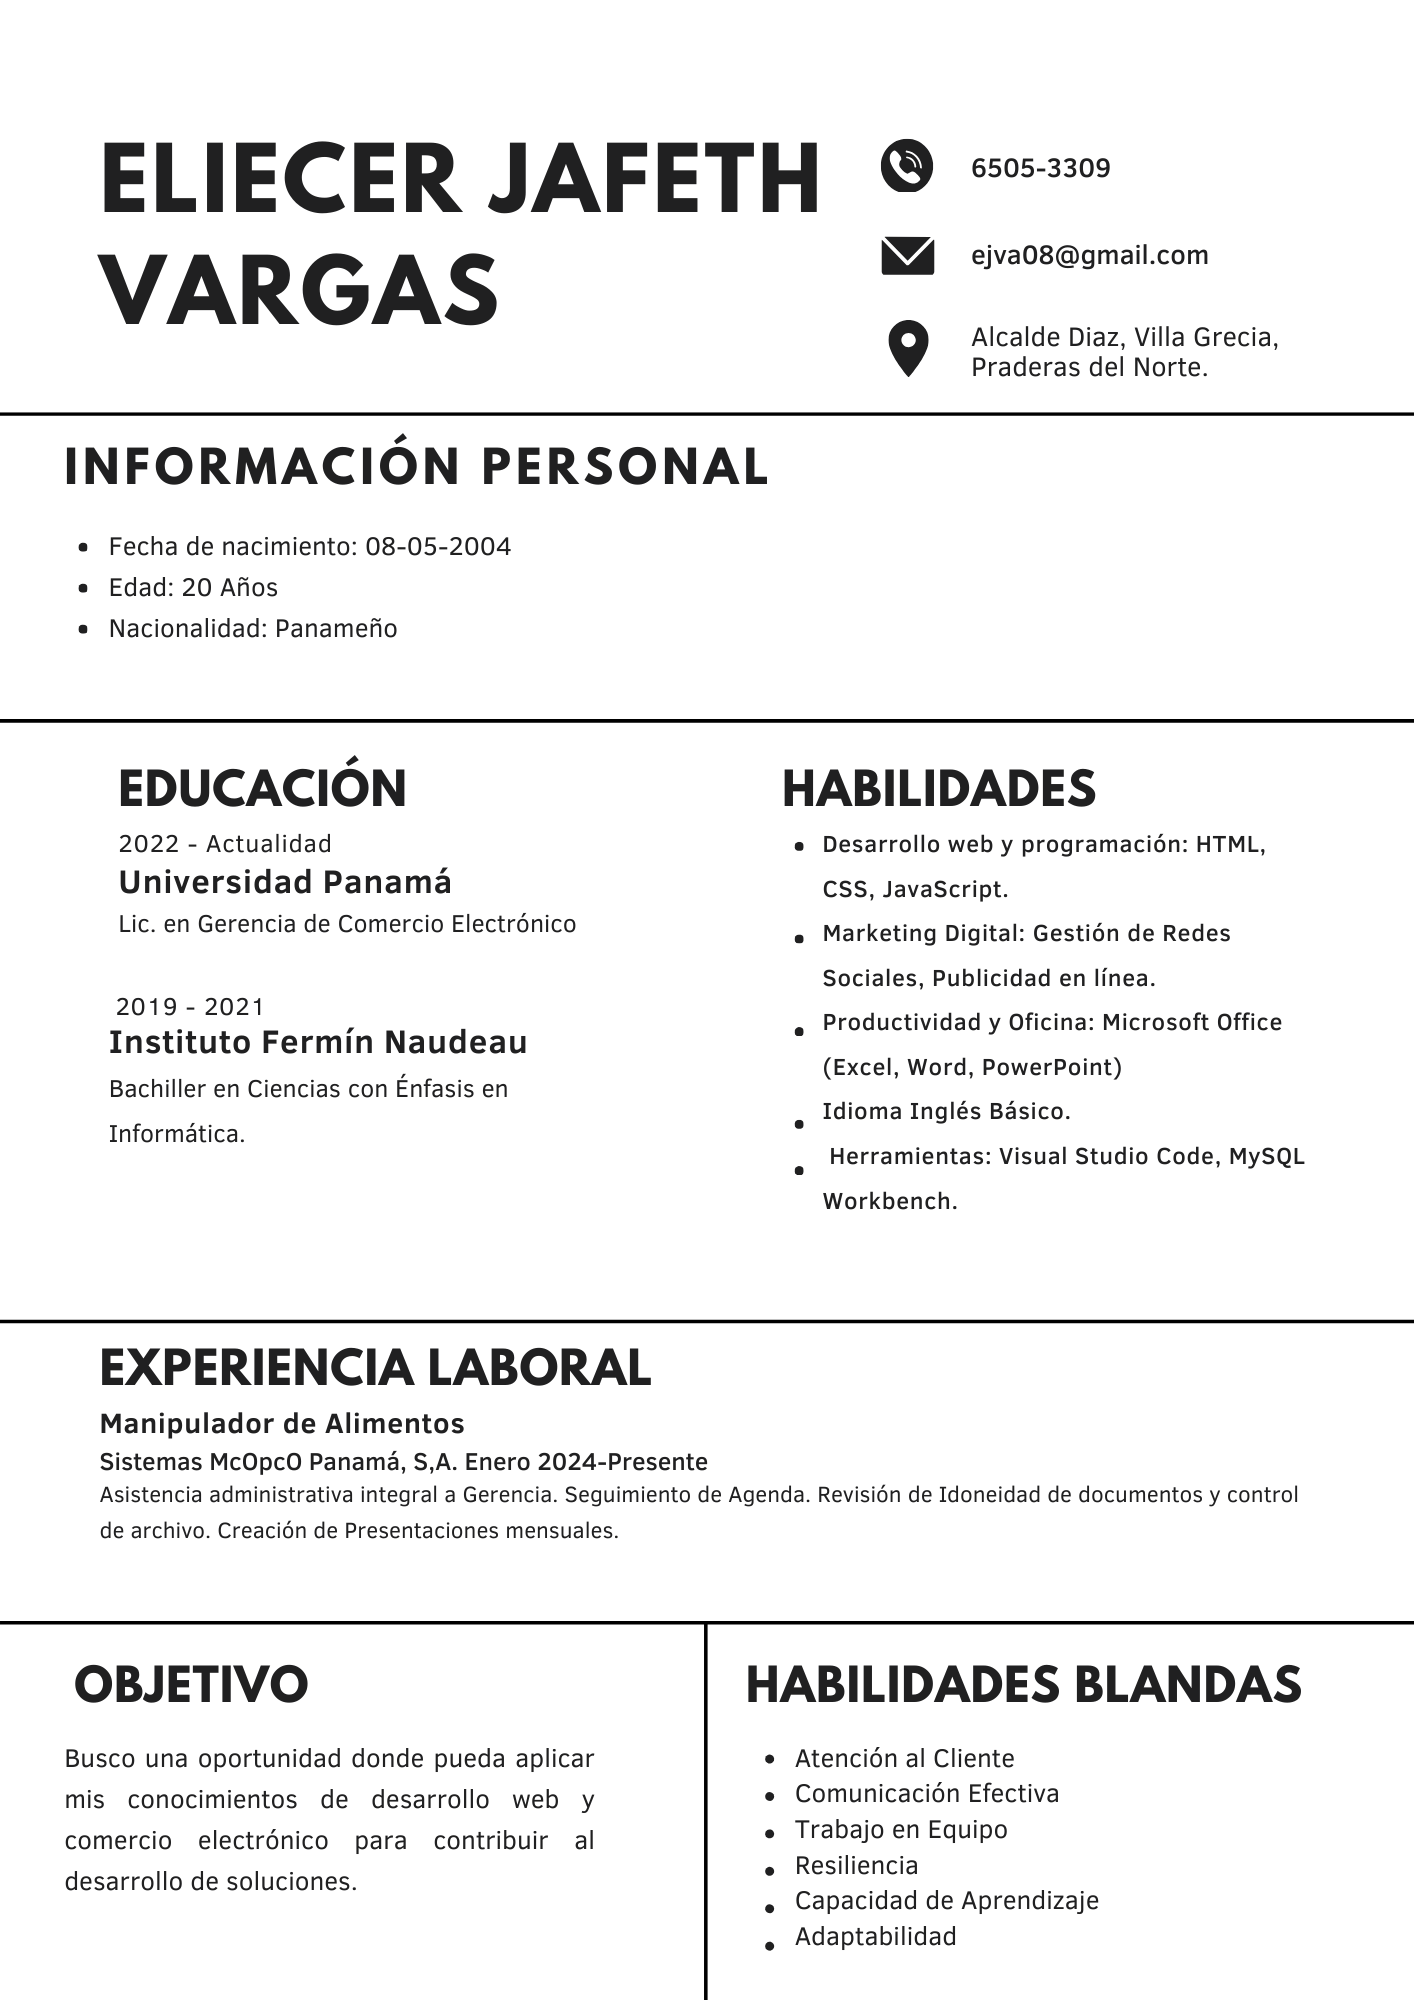 ELIECER JAFETH
VARGAS
6505-3309
ejva08@gmail.com
Alcalde Diaz, Villa Grecia,
Praderas del Norte.
INFORMACIÓN PERSONAL
Fecha de nacimiento: 08-05-2004
Edad: 20 Años
Nacionalidad: Panameño
EDUCACIÓN
2022 - Actualidad
Universidad Panamá
Lic. en Gerencia de Comercio Electrónico
2019 - 2021
Instituto Fermín Naudeau
Bachiller en Ciencias con Énfasis en
Informática.
HABILIDADES
Desarrollo web y programación: HTML,
CSS, JavaScript.
Marketing Digital: Gestión de Redes
Sociales, Publicidad en línea.
Productividad y Oficina: Microsoft Office
(Excel, Word, PowerPoint)
Idioma Inglés Básico.
Herramientas: Visual Studio Code, MySQL
Workbench.
EXPERIENCIA LABORAL
Manipulador de Alimentos
Sistemas McOpcO Panamá, S,A. Enero 2024-Presente
Asistencia administrativa integral a Gerencia. Seguimiento de Agenda. Revisión de Idoneidad de documentos y control
de archivo. Creación de Presentaciones mensuales.
OBJETIVO
Busco una oportunidad donde pueda aplicar
mis conocimientos de desarrollo web y
comercio electrónico para contribuir al
desarrollo de soluciones.
HABILIDADES BLANDAS
Atención al Cliente
Comunicación Efectiva
Trabajo en Equipo
Resiliencia
Capacidad de Aprendizaje
Adaptabilidad